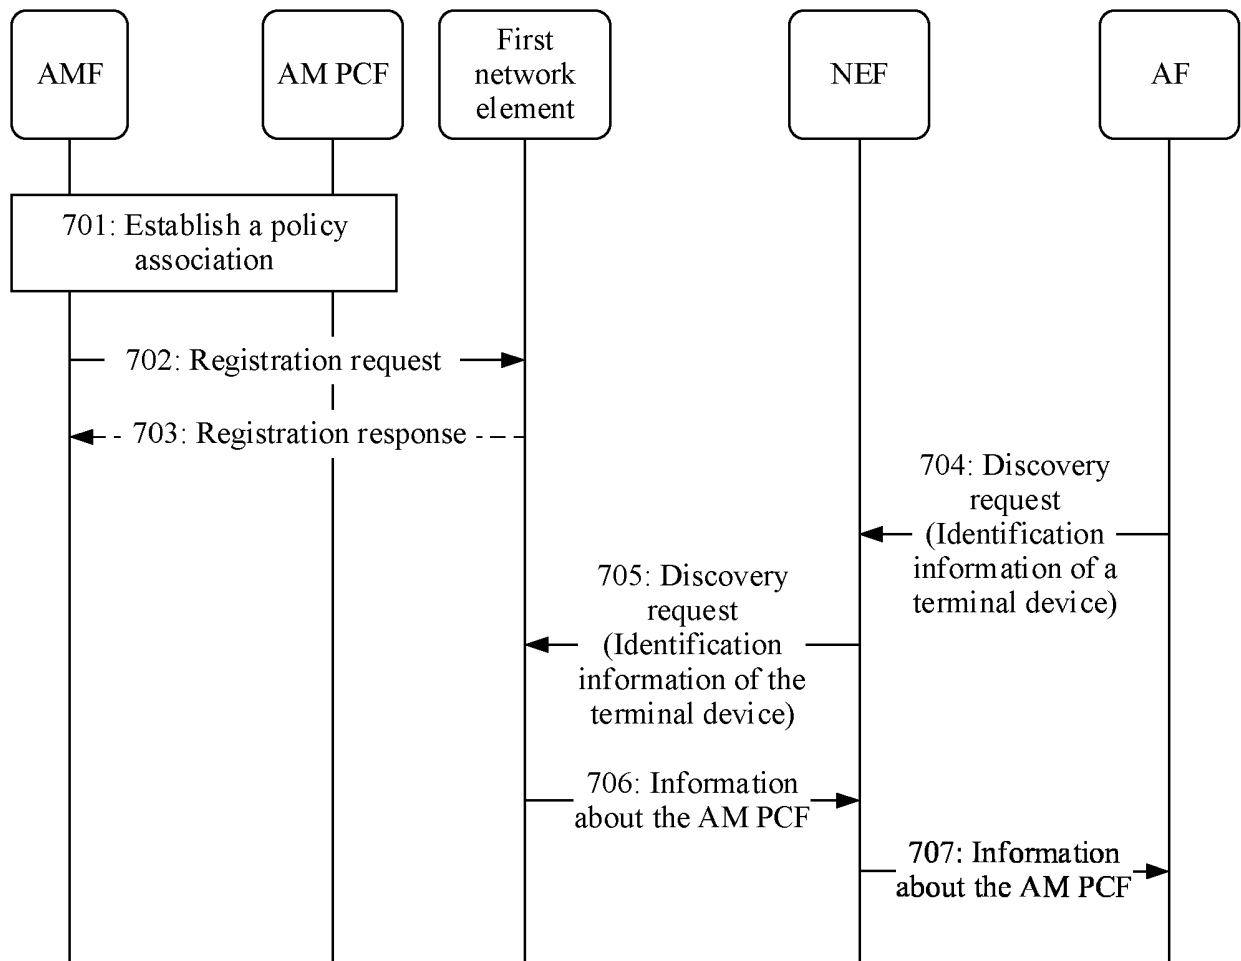 AMF
AM PCF
First
network
element
NEF
AF
701: Establish a policy
association
702: Registration request
703: Registration response
704: Discovery
request
(Identification
information of a
terminal device)
705: Discovery
request
(Identification
information of the
terminal device)
706: Information
about the AM PCF
707: Information
about the AM PCF